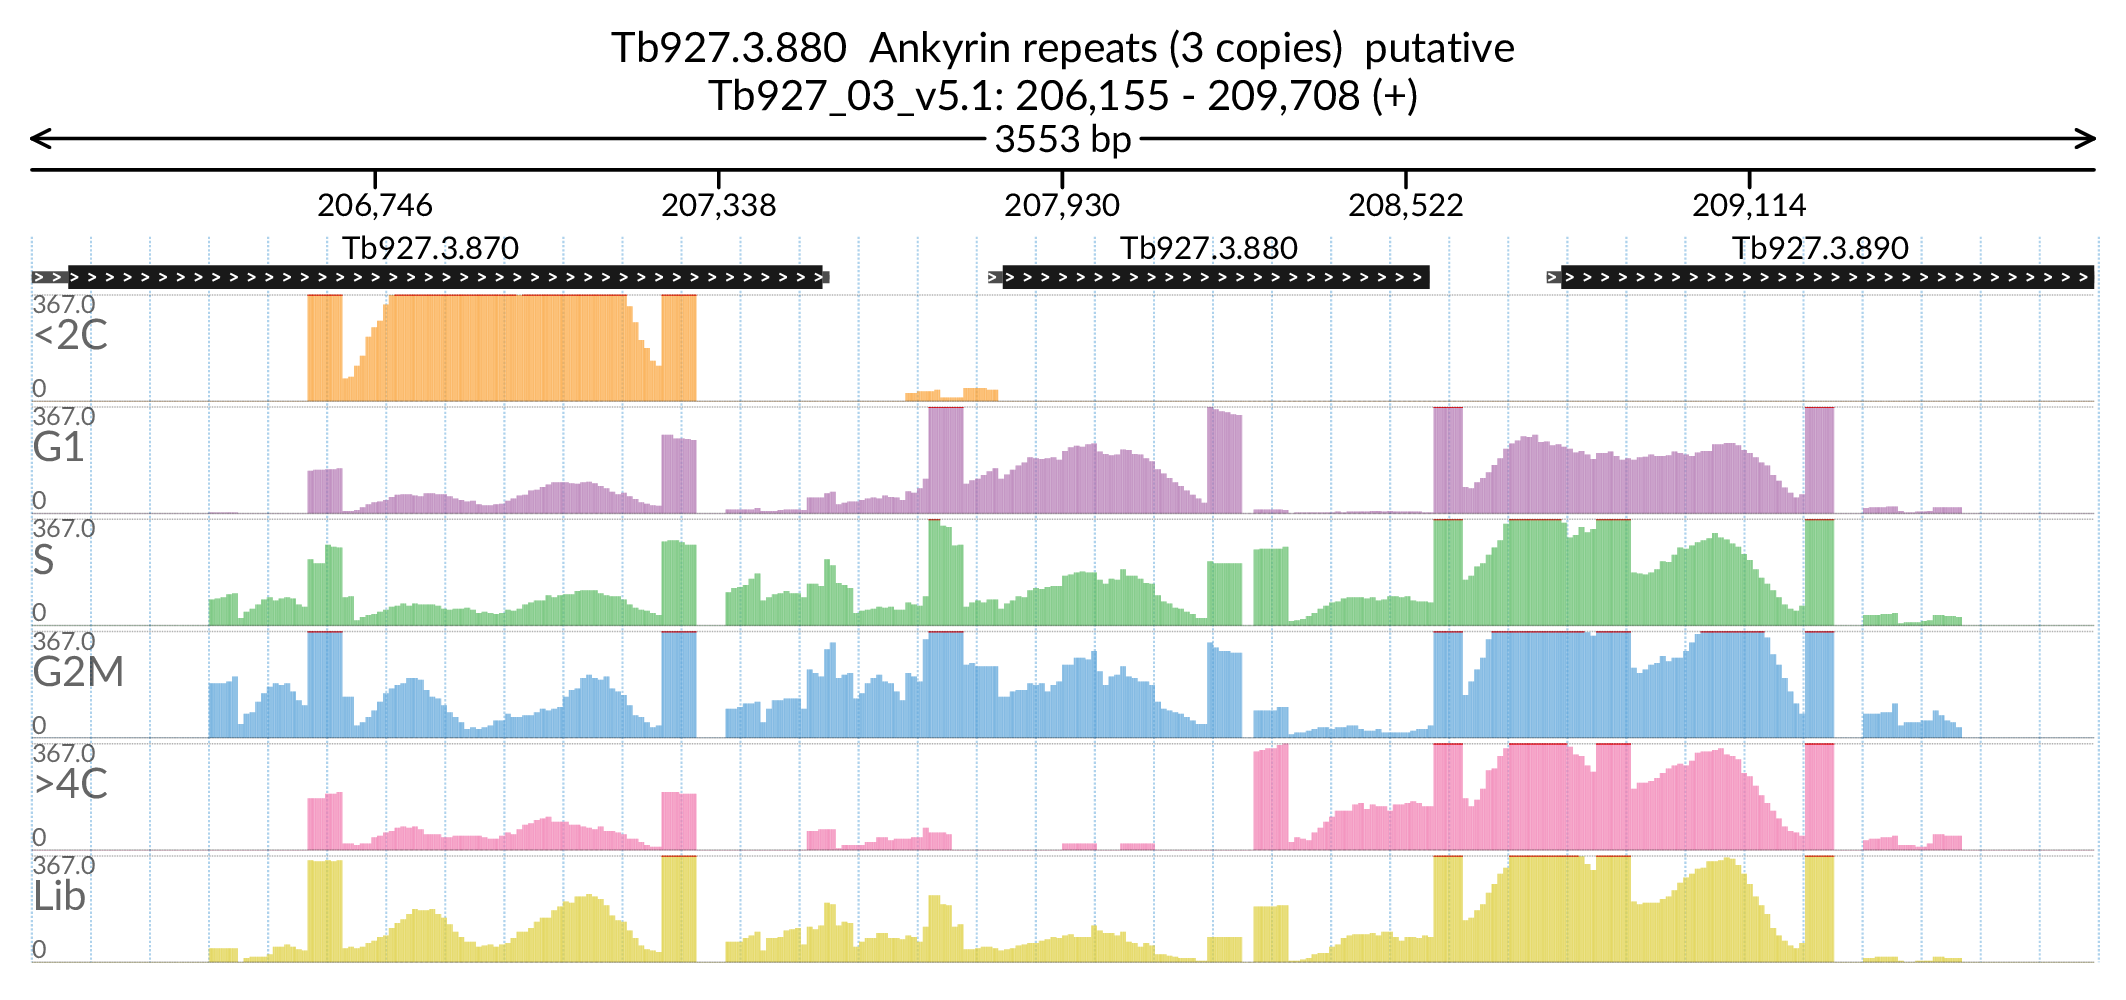 Tb927.3.880 Ankyrin repeats (3 copies) putative
Tb927_03_v5.1: 206,155 - 209,708 (+)
3553 bp
206,746 207,338 207,930 208,522 209,114
Tb927.3.870 Tb927.3.880 Tb927.3.890
367.0
<2C
0
367.0
G1
0
367.0
S
0
367.0
G2M
0
367.0
>4C
0
367.0
Lib
0